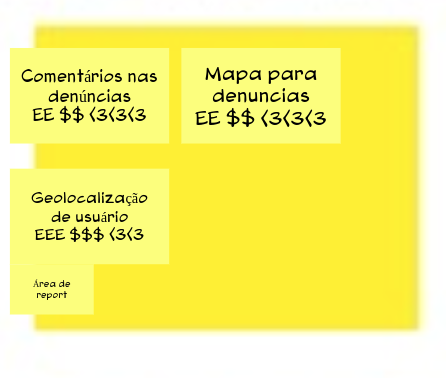 Comentários nas
denúncias
EE $$ <3<3<3
Mapa para
denuncias
EE $$ <3<3<3
Geolocalização
de usuário
EEE $$$ <3<3
Área de
report